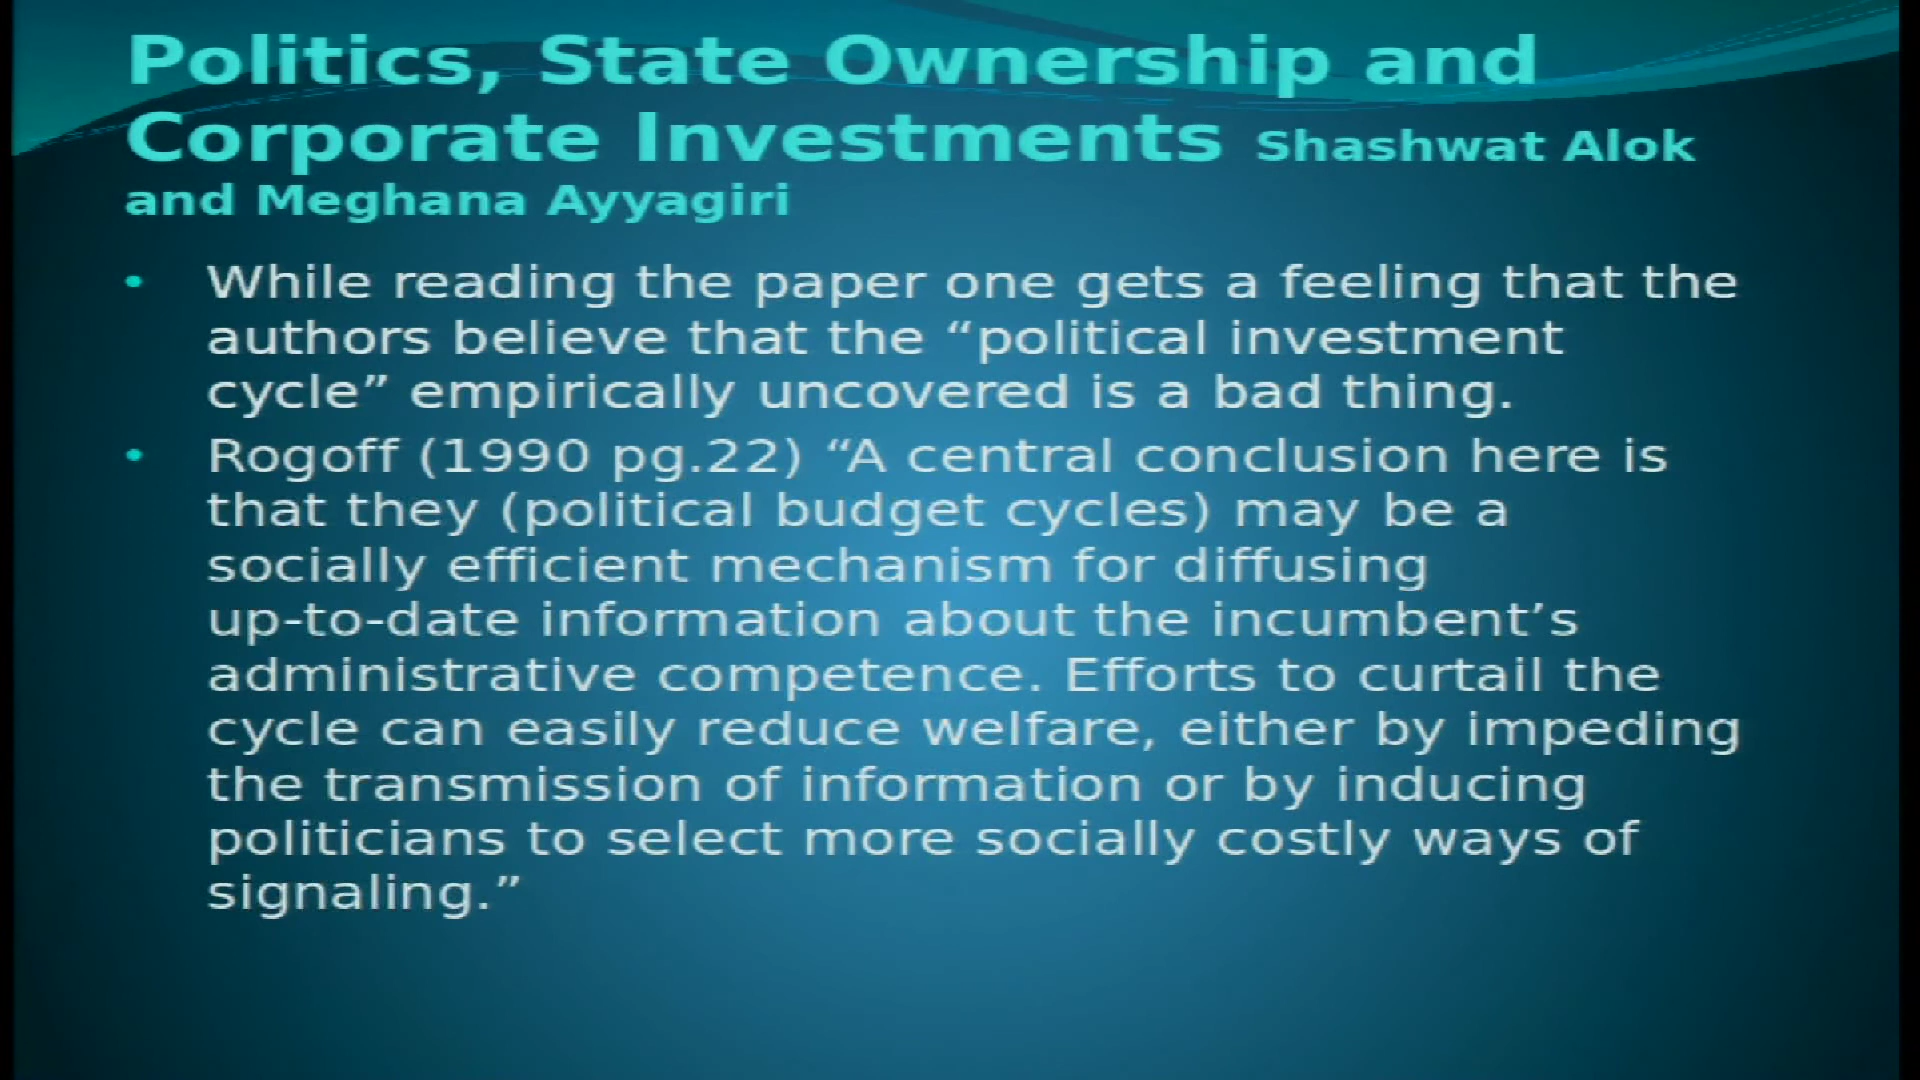 Politics, State Ownership and
Corporate Investments Shashwat Alok
and Meghana Ayyagiri
• While reading the paper one gets a feeling that the
authors believe that the “political investment
cycle” empirically uncovered is a bad thing.
• Rogoff (1990 pg.22) “A central conclusion here is
that they (political budget cycles) may be a
socially efficient mechanism for diffusing
up-to-date information about the incumbent’s
administrative competence. Efforts to curtail the
cycle can easily reduce welfare, either by impeding
the transmission of information or by inducing
politicians to select more socially costly ways of
signaling.”